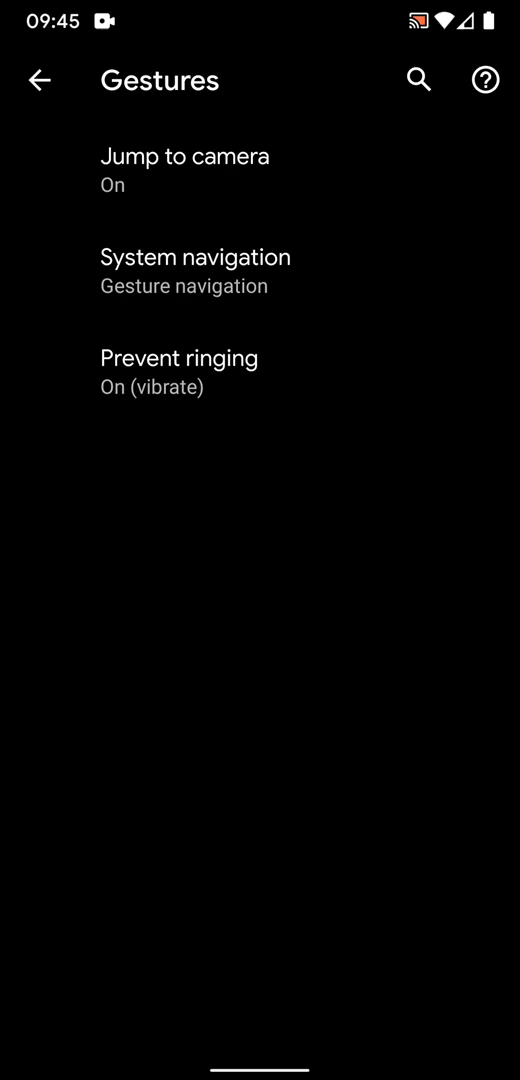 09:45
Gestures
Jump to camera
On
System navigation
Gesture navigation
Prevent ringing
On (vibrate)